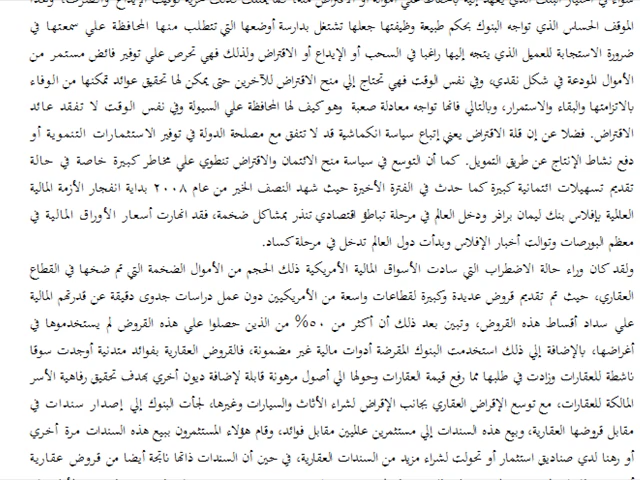 الموقف الحساس الذي تواجه البنوك بحكم طبيعة وظيفتها جعلها تشتغل بدارسة أوضعها التي تتطلب منها المحافظة علي سمعتها في
ضرورة الاستجابة للعميل الذي يتجه إليها راغبا في السحب أو الإيداع أو الاقتراض ولذلك فهي تحرص علي توفير فائض مستمر من
الأموال المودعة في شكل نقدي، وفي نفس الوقت فهي تحتاج إلي منح الاقتراض للآخرين حتى يمكن لها تحقيق عوائد تمكنها من الوفاء
بالتزامتها والبقاء والاستمرار، وبالتالي فانها تواجه معادلة صعبة وهو كيف لها المحافظة علي السيولة وفي نفس الوقت لا تفقد عائد
الاقتراض. فضلا عن إن قلة الاقتراض يعني إتباع سياسة انكماشية قد لا تتفق مع مصلحة الدولة في توفير الاستثمارات التنموية أو
دفع نشاط الإنتاج عن طريق التمويل. كما أن التوسع في سياسة منح الائتمان والاقتراض تنطوي علي مخاطر كبيرة خاصة في حالة
تقديم تسهيلات ائتمانية كبيرة كما حدث في الفترة الأخيرة حيث شهد النصف الخير من عام ٢٠٠٨ بداية انفجار الأزمة المالية
العالمية بإفلاس بنك ليمان براذر ودخل العالم في مرحلة تباطؤ اقتصادي تنذر بمشاكل ضخمة، فقد انهارت أسعار الأوراق المالية في
معظم البورصات وتوالت أخبار الإفلاس وبدأت دول العالم تدخل في مرحلة كساد.
ولقد كان وراء حالة الاضطراب التي سادت الأسواق المالية الأمريكية ذلك الحجم من الأموال الضخمة التي تم ضخها في القطاع
العقاري، حيث تم تقديم قروض عديدة وكبيرة لقطاعات واسعة من الأمريكيين دون عمل دراسات جدوى دقيقة عن قدرتهم المالية
علي سداد أقساط هذه القروض، وتبين بعد ذلك أن أكثر من ٥٠% من الذين حصلوا علي هذه القروض لم يستخدموها في
أغراضها، بالإضافة إلي ذلك استخدمت البنوك المقرضة أدوات مالية غير مضمونة، فالقروض العقارية بفوائد متدنية أوجدت سوقا
ناشطة للعقارات وزادت في طلبها مما رفع قيمة العقارات وحولها الي أصول مرهونة قابلة لإضافة ديون أخري بهدف تحقيق رفاهية الأسر
المالكة للعقارات، مع توسع الإقراض العقاري بجانب الإقراض لشراء الأثاث والسيارات وغيرها، لجأت البنوك إلي إصدار سندات في
مقابل قروضها العقارية، وبيع هذه السندات إلي مستثمرين عالميين مقابل فوائد، وقام هؤلاء المستثمرون ببيع هذه السندات مرة أخري
أو رهنا لدي صناديق استثمار أو تحولت لشراء مزيد من السندات العقارية، في حين أن السندات ذاتها ناتجة أيضا من قروض عقارية